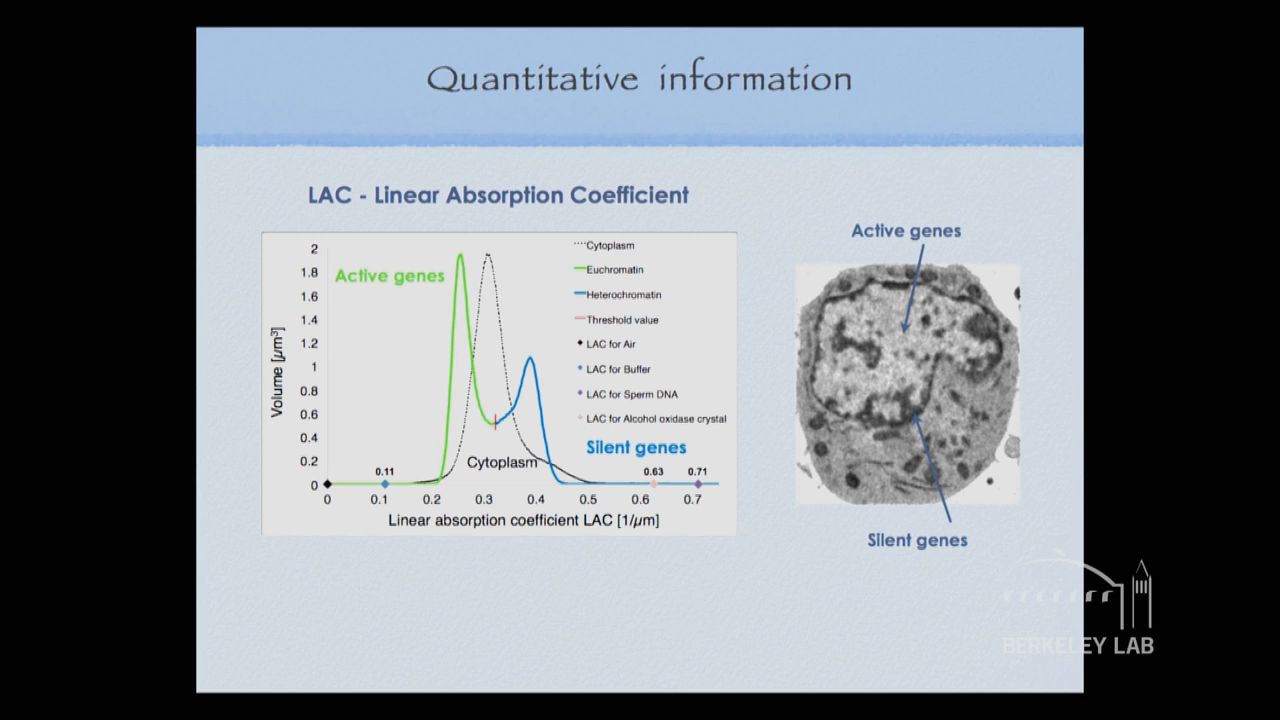 Quantitative information
LAC - Linear Absorption Coefficient
Active genes
Cytoplasm
Euchromatin
Heterochromatin
Threshold value
LAC for Air
LAC for Buffer
LAC for Sperm DNA
LAC for Alcohol oxidase crystal
Silent genes
Cytoplasm
Volume [µm³]
2
1.8
1.6
1.4
1.2
1
0.8
0.6
0.4
0.2
0
0.11
0.63
0.71
0 0.1 0.2 0.3 0.4 0.5 0.6 0.7
Linear absorption coefficient LAC [1/µm]
Active genes
Silent genes
BERKELEY LAB